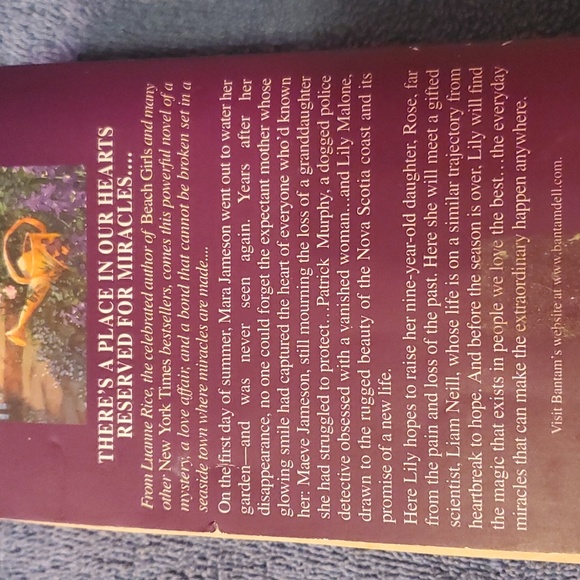 THERE'S A PLACE IN OUR HEARTS
RESERVED FOR MIRACLES....
From Luanne Rice, the celebrated author of Beach Girls and many
other New York Times bestsellers, comes this powerful novel of a
mystery, a love affair, and a bond that cannot be broken set in a
seaside town where miracles are made...
On the first day of summer, Mara Jameson went out to water her
garden—and was never seen again. Years after her
disappearance, no one could forget the expectant mother whose
glowing smile had captured the heart of everyone who'd known
her: Maeve Jameson, still mourning the loss of a granddaughter
she had struggled to protect...Patrick Murphy, a dogged police
detective obsessed with a vanished woman...and Lily Malone,
drawn to the rugged beauty of the Nova Scotia coast and its
promise of a new life.
Here Lily hopes to raise her nine-year-old daughter, Rose, far
from the pain and loss of the past. Here she will meet a gifted
scientist, Liam Neill, whose life is on a similar trajectory from
heartbreak to hope. And before the season is over, Lily will find
the magic that exists in people we love the best...the everyday
miracles that can make the extraordinary happen anywhere.
Visit Bantam's website at www.bantamdell.com.